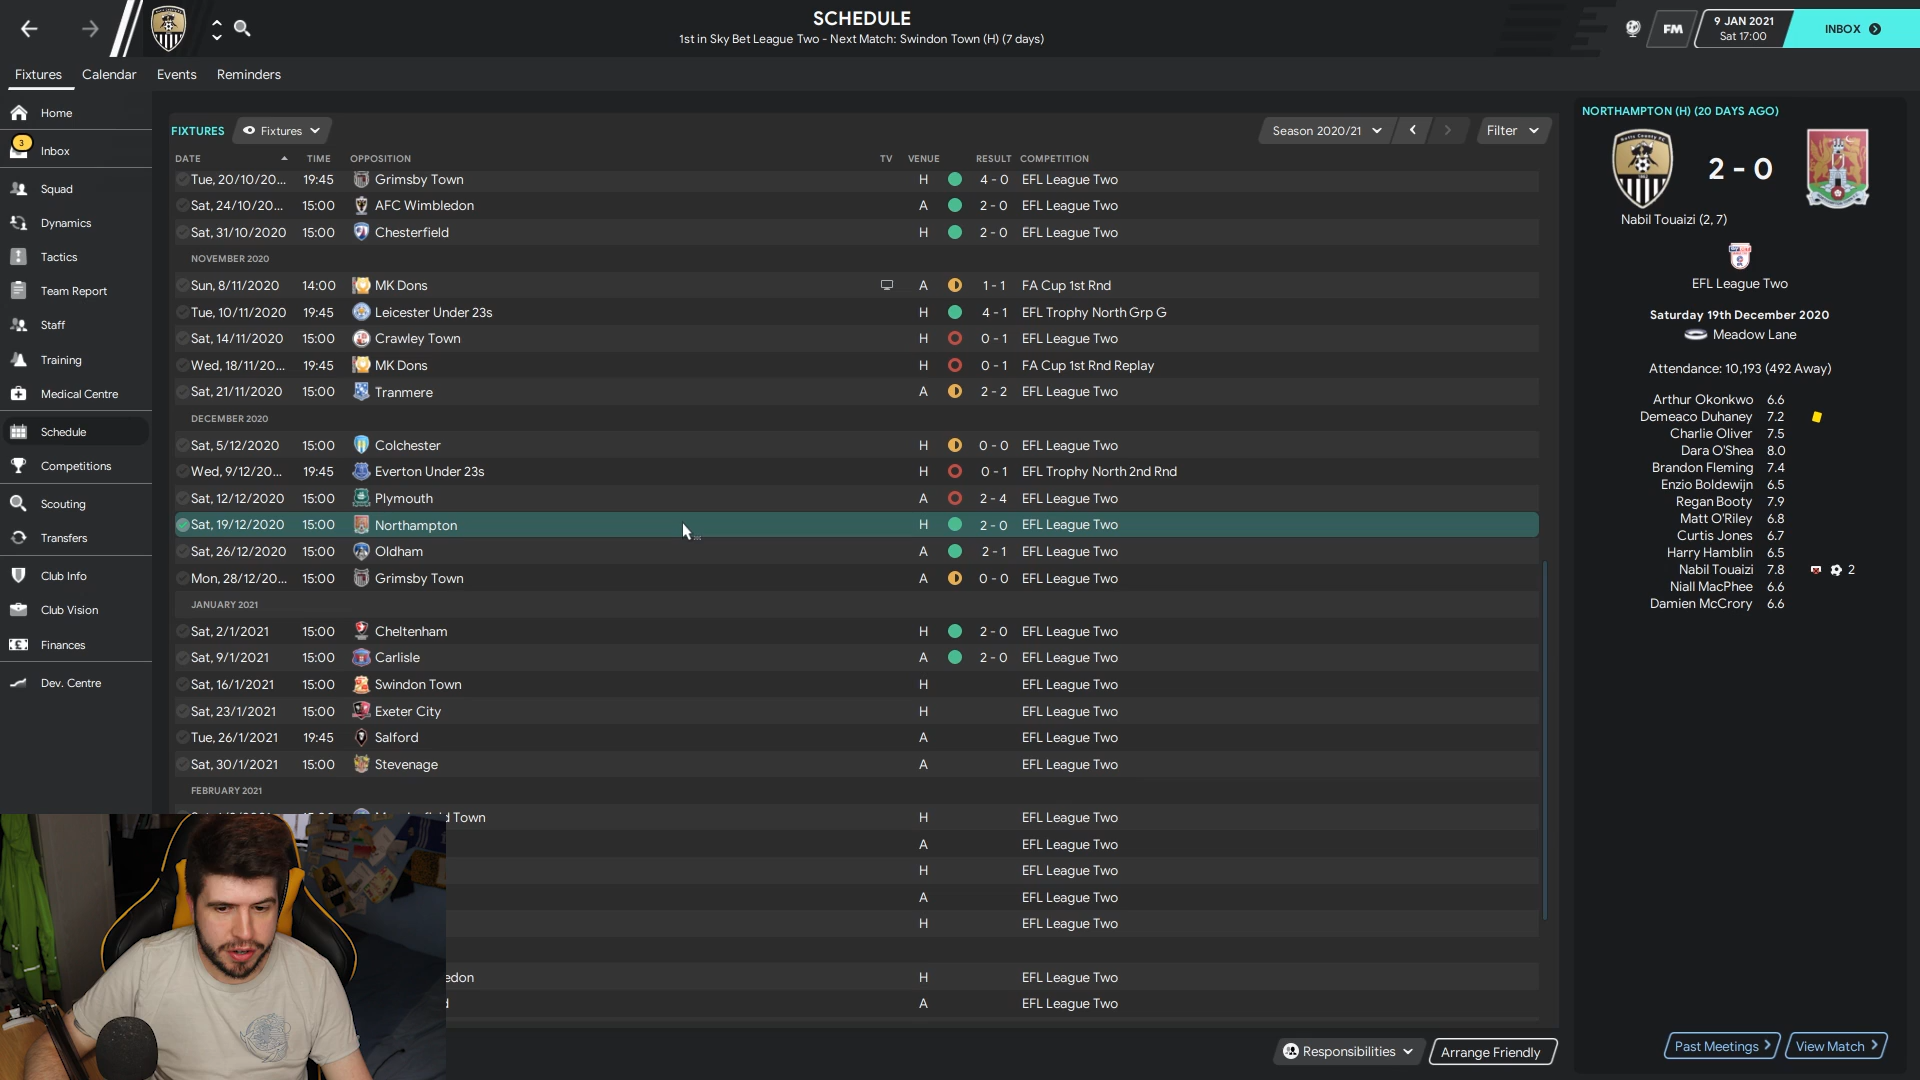 SCHEDULE
1st in Sky Bet League Two - Next Match: Swindon Town (H) (7 days)
FM
9 JAN 2021
Sat 17:00
INBOX
Fixtures Calendar Events Reminders
Home
3
Inbox
Squad
Dynamics
Tactics
Team Report
Staff
Training
Medical Centre
Schedule
Competitions
Scouting
Transfers
Club Info
Club Vision
Finances
Dev. Centre
FIXTURES Fixtures Season 2020/21 Filter
DATE TIME OPPOSITION TV VENUE RESULT COMPETITION
Tue, 20/10/20... 19:45 Grimsby Town H 4 - 0 EFL League Two
Sat, 24/10/20... 15:00 AFC Wimbledon A 2 - 0 EFL League Two
Sat, 31/10/2020 15:00 Chesterfield H 2 - 0 EFL League Two
NOVEMBER 2020
Sun, 8/11/2020 14:00 MK Dons A 1 - 1 FA Cup 1st Rnd
Tue, 10/11/2020 19:45 Leicester Under 23s H 4 - 1 EFL Trophy North Grp G
Sat, 14/11/2020 15:00 Crawley Town H 0 - 1 EFL League Two
Wed, 18/11/20... 19:45 MK Dons H 0 - 1 FA Cup 1st Rnd Replay
Sat, 21/11/2020 15:00 Tranmere A 2 - 2 EFL League Two
DECEMBER 2020
Sat, 5/12/2020 15:00 Colchester H 0 - 0 EFL League Two
Wed, 9/12/20... 19:45 Everton Under 23s H 0 - 1 EFL Trophy North 2nd Rnd
Sat, 12/12/2020 15:00 Plymouth A 2 - 4 EFL League Two
Sat, 19/12/2020 15:00 Northampton H 2 - 0 EFL League Two
Sat, 26/12/2020 15:00 Oldham A 2 - 1 EFL League Two
Mon, 28/12/20... 15:00 Grimsby Town A 0 - 0 EFL League Two
JANUARY 2021
Sat, 2/1/2021 15:00 Cheltenham H 2 - 0 EFL League Two
Sat, 9/1/2021 15:00 Carlisle A 2 - 0 EFL League Two
Sat, 16/1/2021 15:00 Swindon Town H EFL League Two
Sat, 23/1/2021 15:00 Exeter City H EFL League Two
Tue, 26/1/2021 19:45 Salford A EFL League Two
Sat, 30/1/2021 15:00 Stevenage A EFL League Two
FEBRUARY 2021
Town H EFL League Two
A EFL League Two
H EFL League Two
A EFL League Two
H EFL League Two
edon H EFL League Two
A EFL League Two
Responsibilities Arrange Friendly
NORTHAMPTON (H) (20 DAYS AGO)
2 - 0
Nabil Touaizi (2, 7)
EFL League Two
Saturday 19th December 2020
Meadow Lane
Attendance: 10,193 (492 Away)
Arthur Okonkwo 6.6
Demeaco Duhaney 7.2
Charlie Oliver 7.5
Dara O'Shea 8.0
Brandon Fleming 7.4
Enzio Boldewijn 6.5
Regan Booty 7.9
Matt O'Riley 6.8
Curtis Jones 6.7
Harry Hamblin 6.5
Nabil Touaizi 7.8 2
Niall MacPhee 6.6
Damien McCrory 6.6
Past Meetings View Match